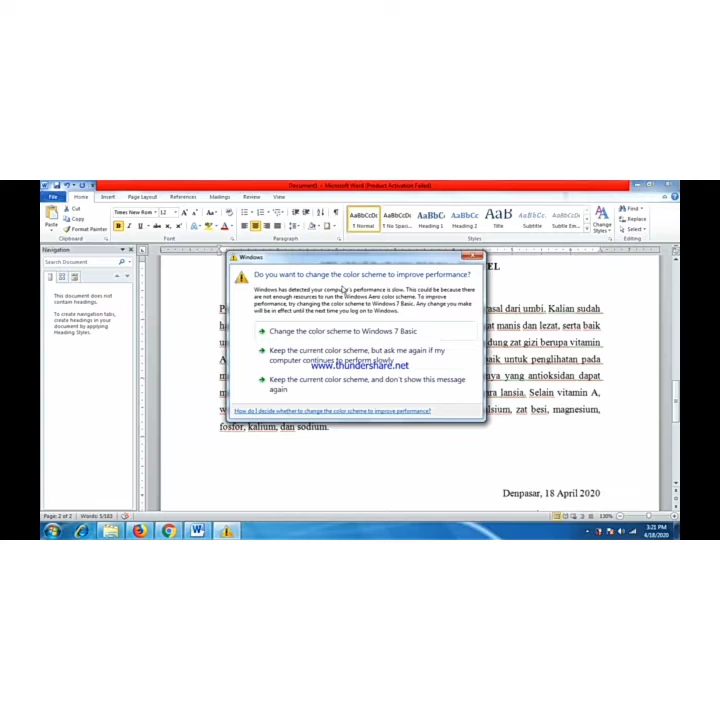 Document1 - Microsoft Word (Product Activation Failed)
File Home Insert Page Layout References Mailings Review View
Cut
Copy
Format Painter
Paste
Clipboard
Times New Rom 12
Font
Paragraph
AaBbCcDc AaBbCcDc AaBbC AaBbCc AaB AaBbCc. AaBbCcDc
¶ Normal ¶ No Spaci... Heading 1 Heading 2 Title Subtitle Subtle Em...
Change
Styles
Styles
Find
Replace
Select
Editing
Navigation
Search Document
This document does
not contain
headings.
To create navigation
tabs, create
headings in your
document by
applying Heading
Styles.
EL
rasal dari umbi. Kalian sudah
at manis dan lezat, serta baik
dung zat gizi berupa vitamin
baik untuk penglihatan pada
nya yang antioksidan dapat
ara lansia. Selain vitamin A,
alsium, zat besi, magnesium,
fosfor, kalium, dan sodium.
Denpasar, 18 April 2020
Windows
Do you want to change the color scheme to improve performance?
Windows has detected your computer's performance is slow. This could be because there
are not enough resources to run the Windows Aero color scheme. To improve
performance, try changing the color scheme to Windows 7 Basic. Any change you make
will be in effect until the next time you log on to Windows.
Change the color scheme to Windows 7 Basic
Keep the current color scheme, but ask me again if my
computer continues to perform slowly
www.thundershare.net
Keep the current color scheme, and don't show this message
again
How do I decide whether to change the color scheme to improve performance?
Page: 2 of 2 Words: 5/183
130%
3:21 PM
4/18/2020